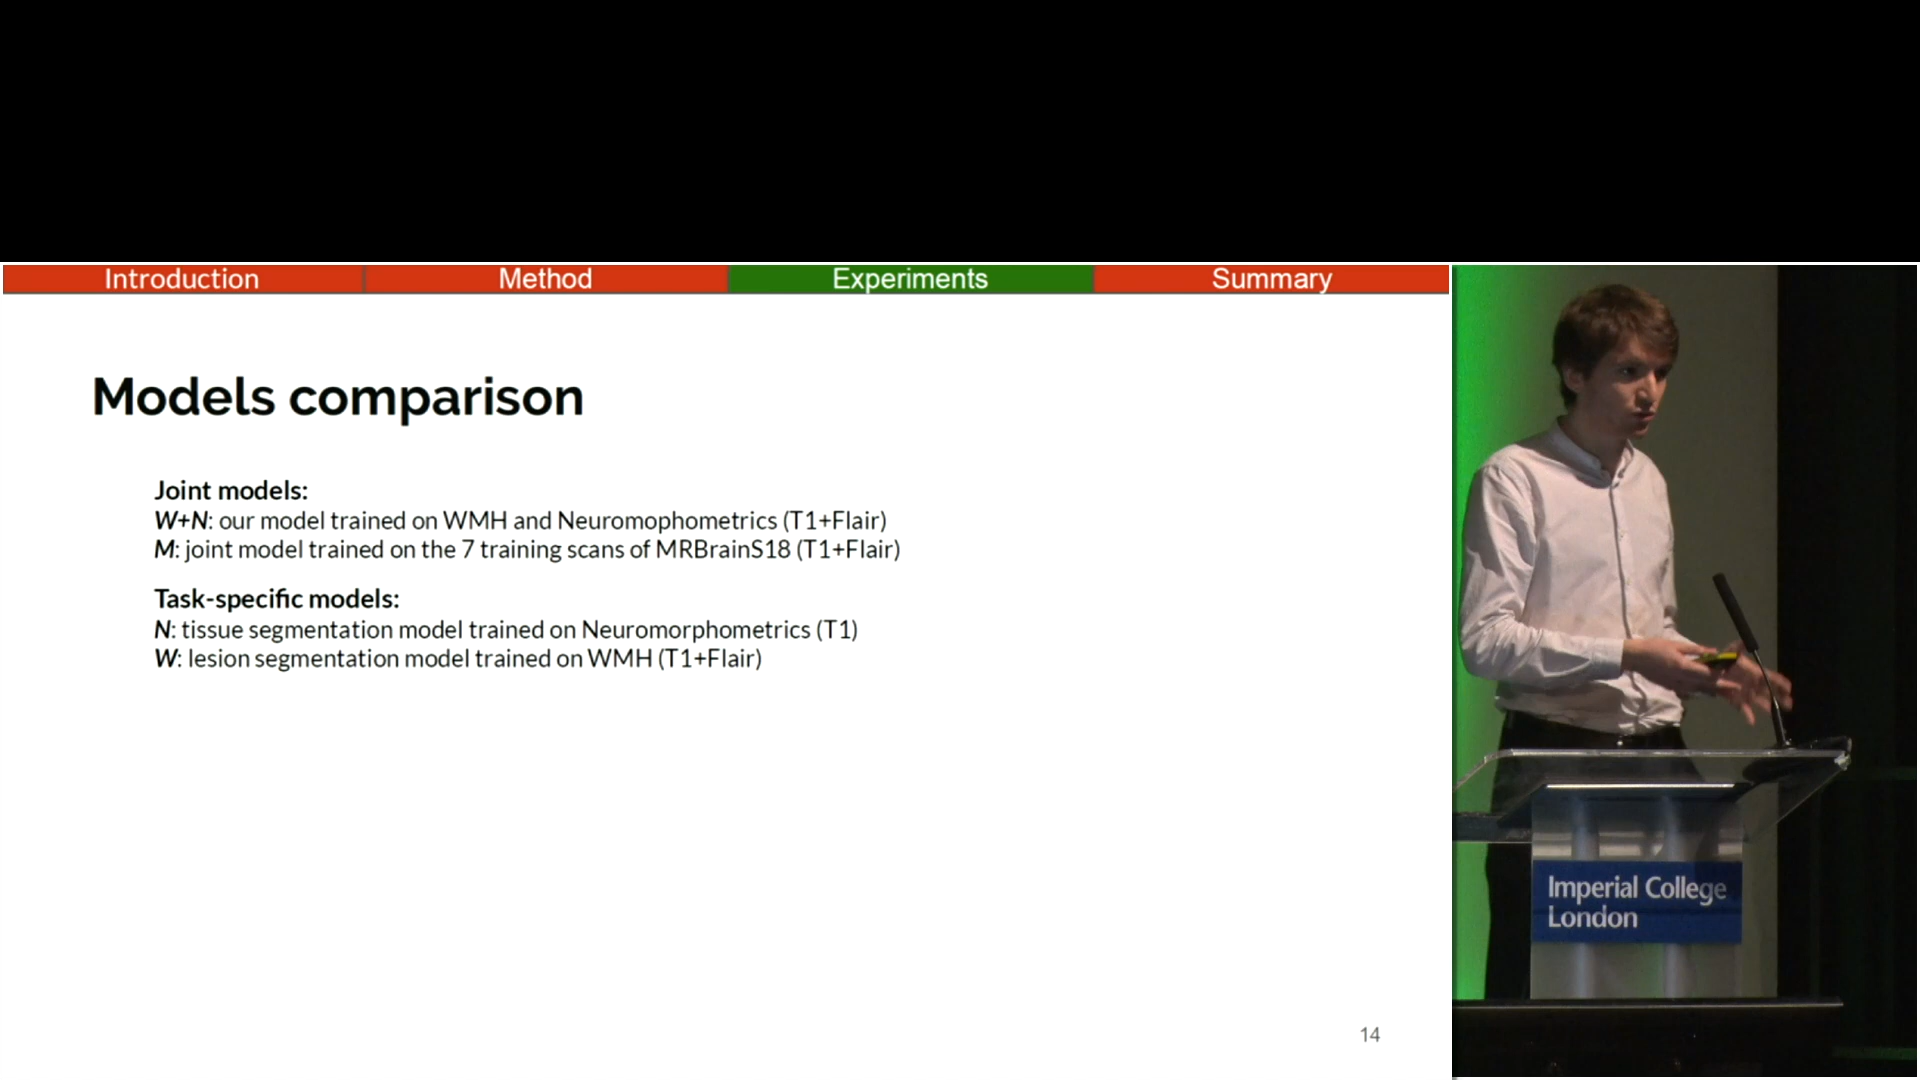 Introduction
Method
Experiments
Summary
Models comparison
Joint models:
W+N: our model trained on WMH and Neuromophometrics (T1+Flair)
M: joint model trained on the 7 training scans of MRBrainS18 (T1+Flair)
Task-specific models:
N: tissue segmentation model trained on Neuromorphometrics (T1)
W: lesion segmentation model trained on WMH (T1+Flair)
14
Imperial College
London